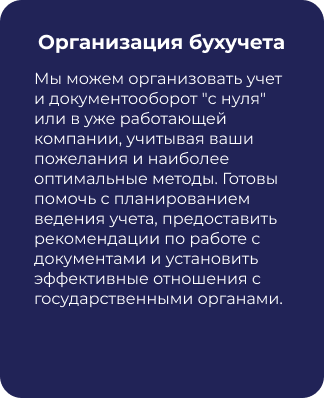 Организация бухучета
Мы можем организовать учет
и документооборот "с нуля"
или в уже работающей
компании, учитывая ваши
пожелания и наиболее
оптимальные методы. Готовы
помочь с планированием
ведения учета, предоставить
рекомендации по работе с
документами и установить
эффективные отношения с
государственными органами.